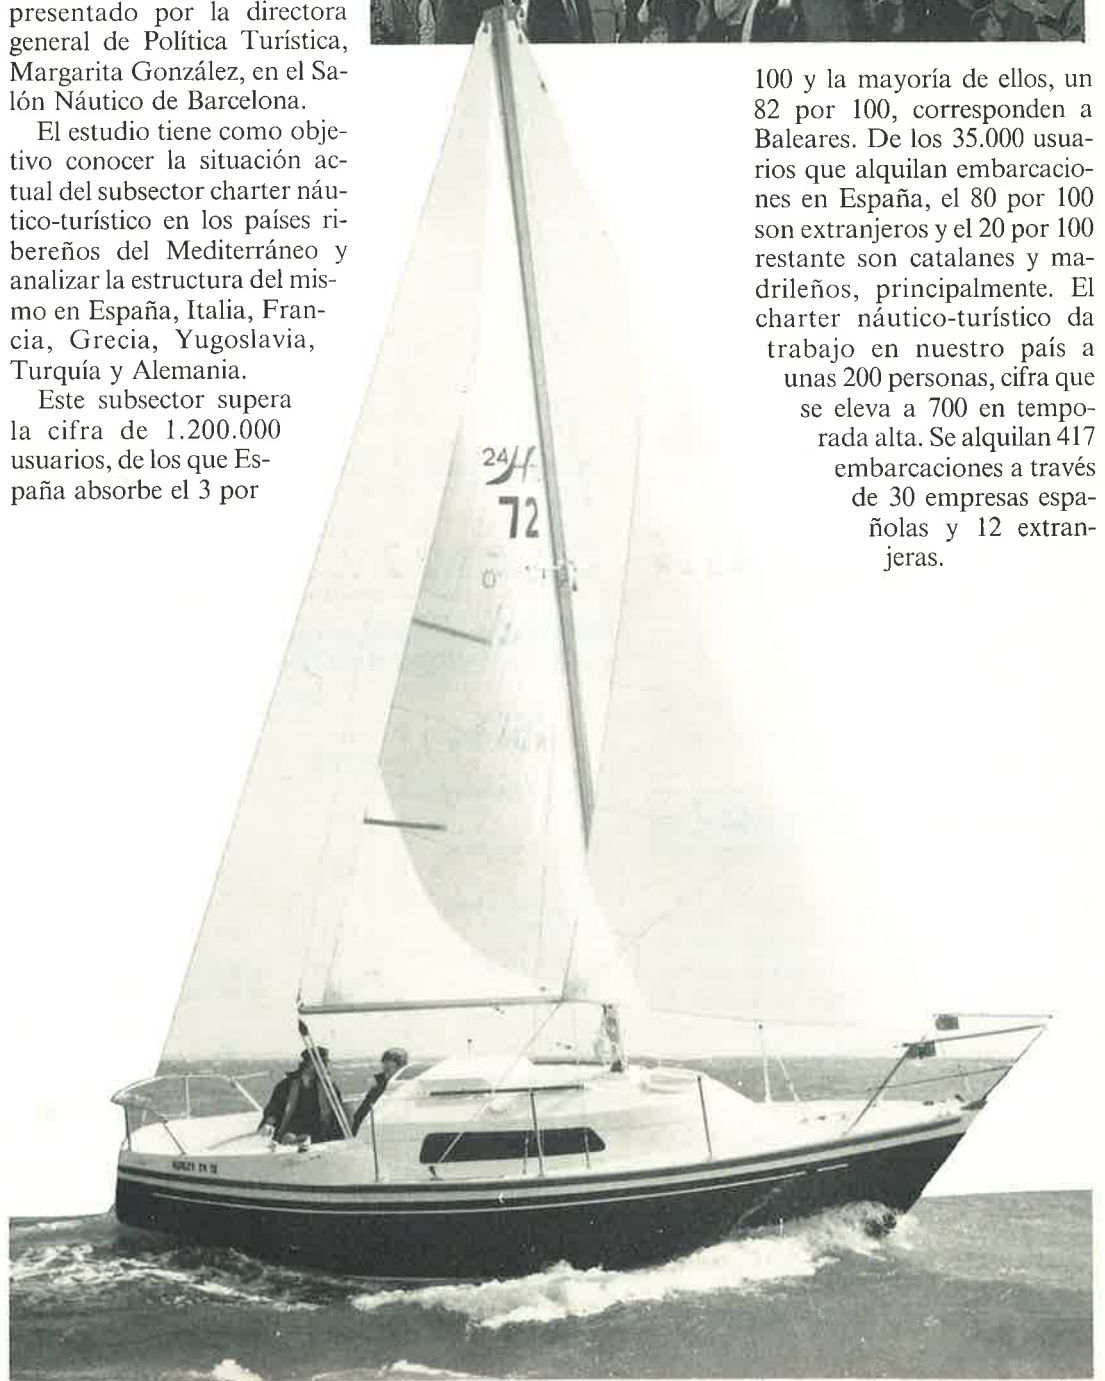 presentado por la directora
general de Política Turística,
Margarita González, en el Sa-
lón Náutico de Barcelona.
El estudio tiene como obje-
tivo conocer la situación ac-
tual del subsector charter náu-
tico-turístico en los países ri-
bereños del Mediterráneo y
analizar la estructura del mis-
mo en España, Italia, Fran-
cia, Grecia, Yugoslavia,
Turquía y Alemania.
Este subsector supera
la cifra de 1.200.000
usuarios, de los que Es-
paña absorbe el 3 por
100 y la mayoría de ellos, un
82 por 100, corresponden a
Baleares. De los 35.000 usua-
rios que alquilan embarcacio-
nes en España, el 80 por 100
son extranjeros y el 20 por 100
restante son catalanes y ma-
drileños, principalmente. El
charter náutico-turístico da
trabajo en nuestro país a
unas 200 personas, cifra que
se eleva a 700 en tempo-
rada alta. Se alquilan 417
embarcaciones a través
de 30 empresas espa-
ñolas y 12 extran-
jeras.
24
72